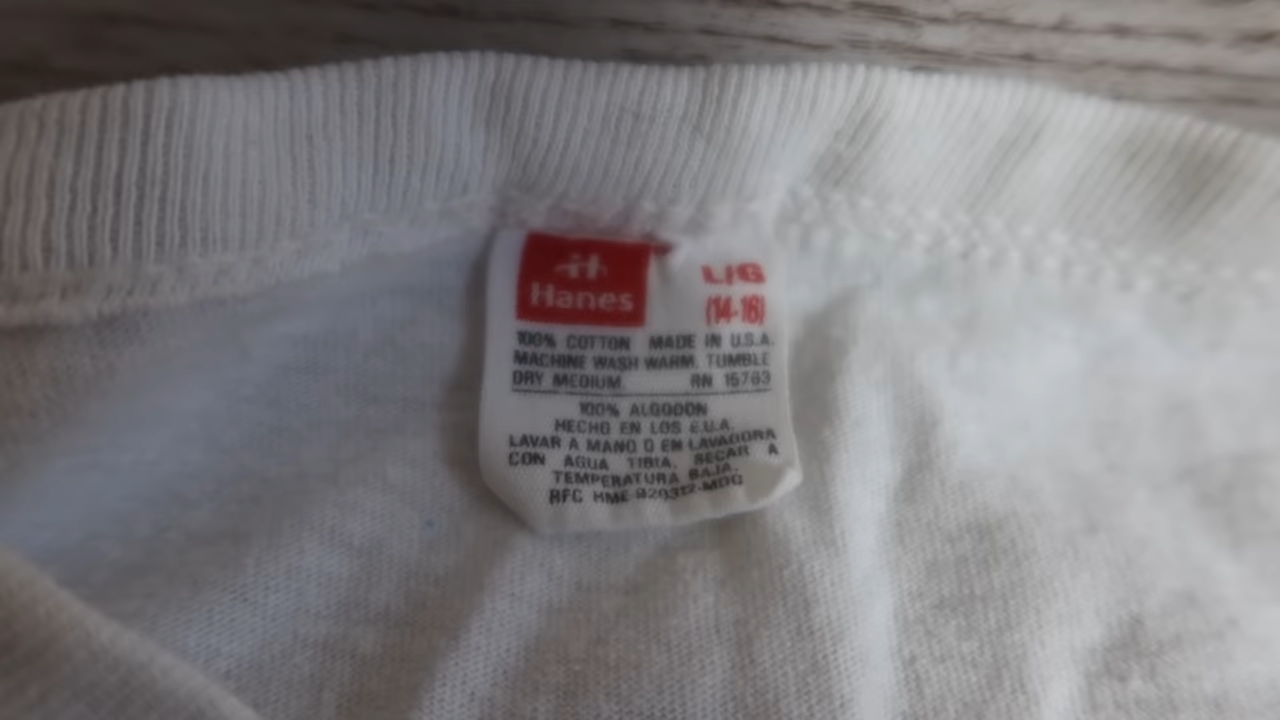 Hanes
L/G
(14-16)
100% COTTON MADE IN U.S.A.
MACHINE WASH WARM. TUMBLE
DRY MEDIUM. RN 15763
100% ALGODON
HECHO EN LOS E.U.A.
LAVAR A MANO O EN LAVADORA
CON AGUA TIBIA. SECAR A
TEMPERATURA BAJA.
RFC